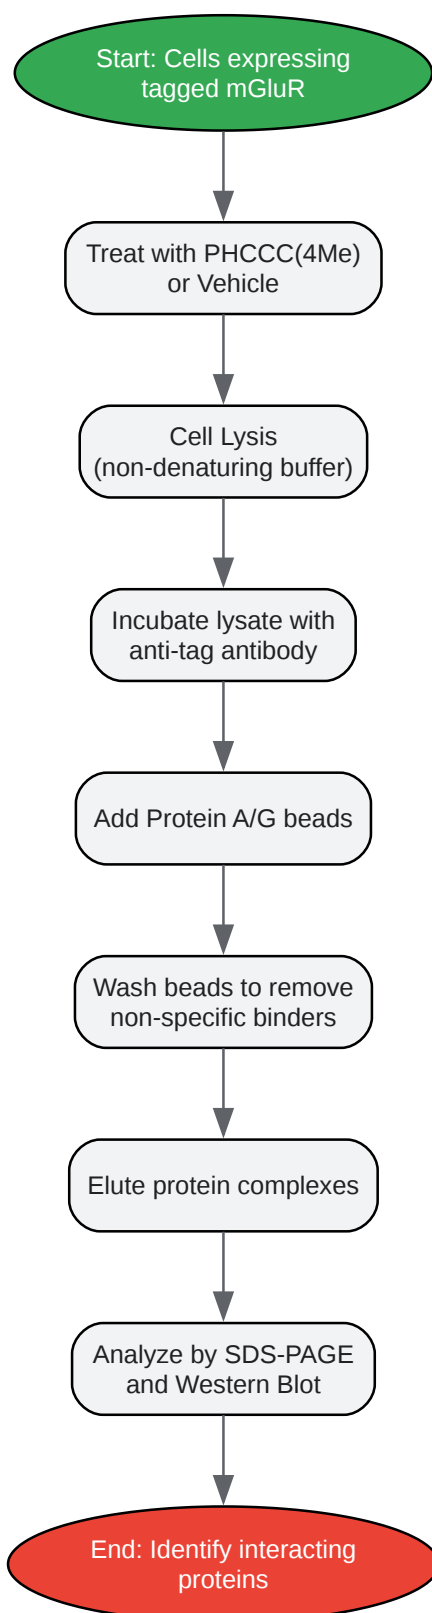 Start: Cells expressing
tagged mGluR
Treat with PHCCC(4Me)
or Vehicle
Cell Lysis
(non-denaturing buffer)
Incubate lysate with
anti-tag antibody
Add Protein A/G beads
Wash beads to remove
non-specific binders
Elute protein complexes
Analyze by SDS-PAGE
and Western Blot
End: Identify interacting
proteins